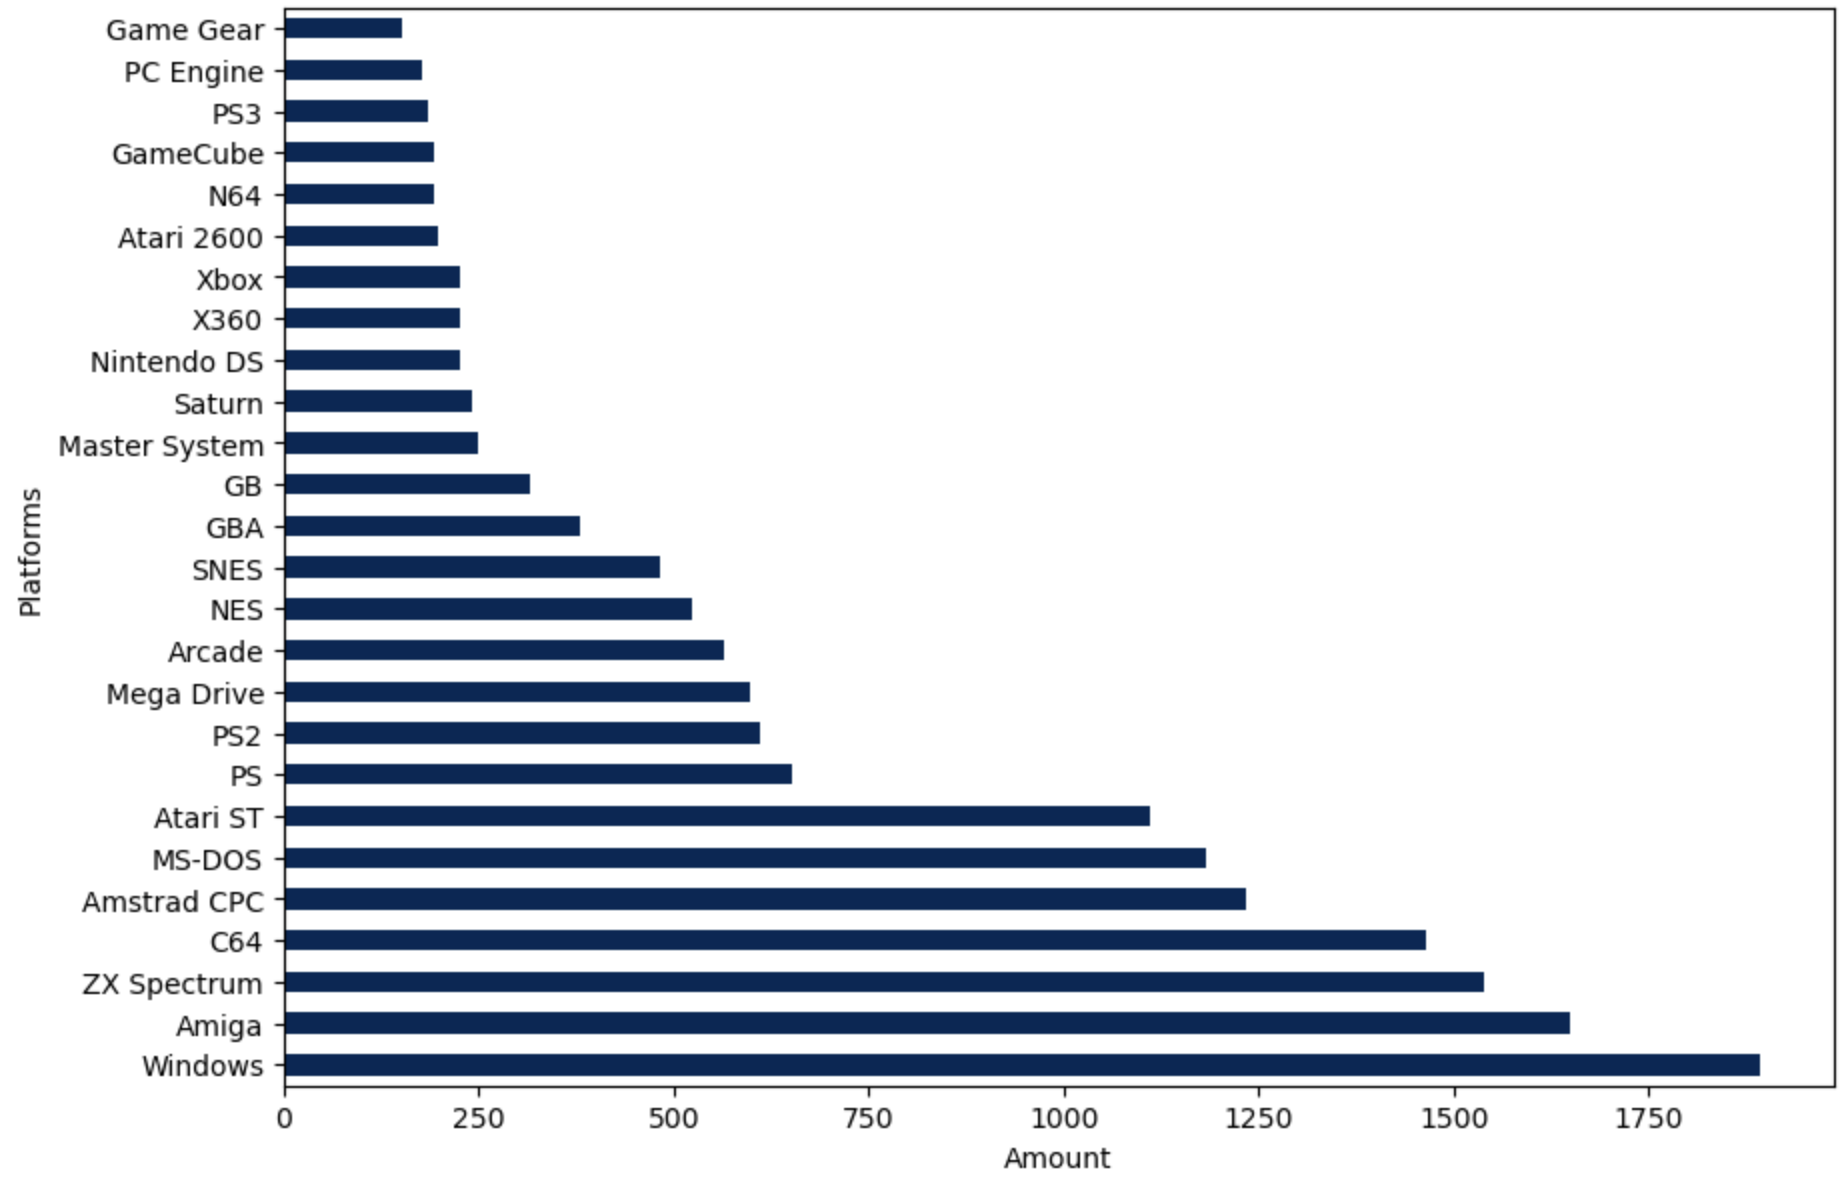 Game Gear
PC Engine
PS3
GameCube
N64
Atari 2600
Xbox
X360
Nintendo DS
Saturn
Master System
GB
GBA
SNES
NES
Arcade
Mega Drive
PS2
PS
Atari ST
MS-DOS
Amstrad CPC
C64
ZX Spectrum
Amiga
Windows
Platforms
0 250 500 750 1000 1250 1500 1750
Amount